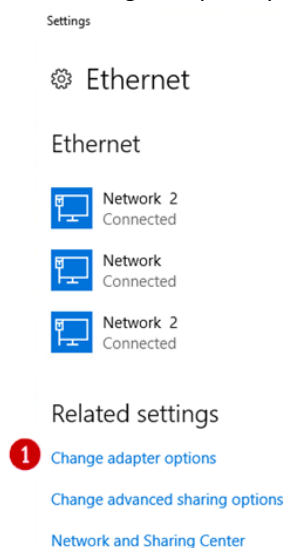 Settings
Ethernet
Ethernet
Network 2
Connected
Network
Connected
Network 2
Connected
Related settings
1 Change adapter options
Change advanced sharing options
Network and Sharing Center